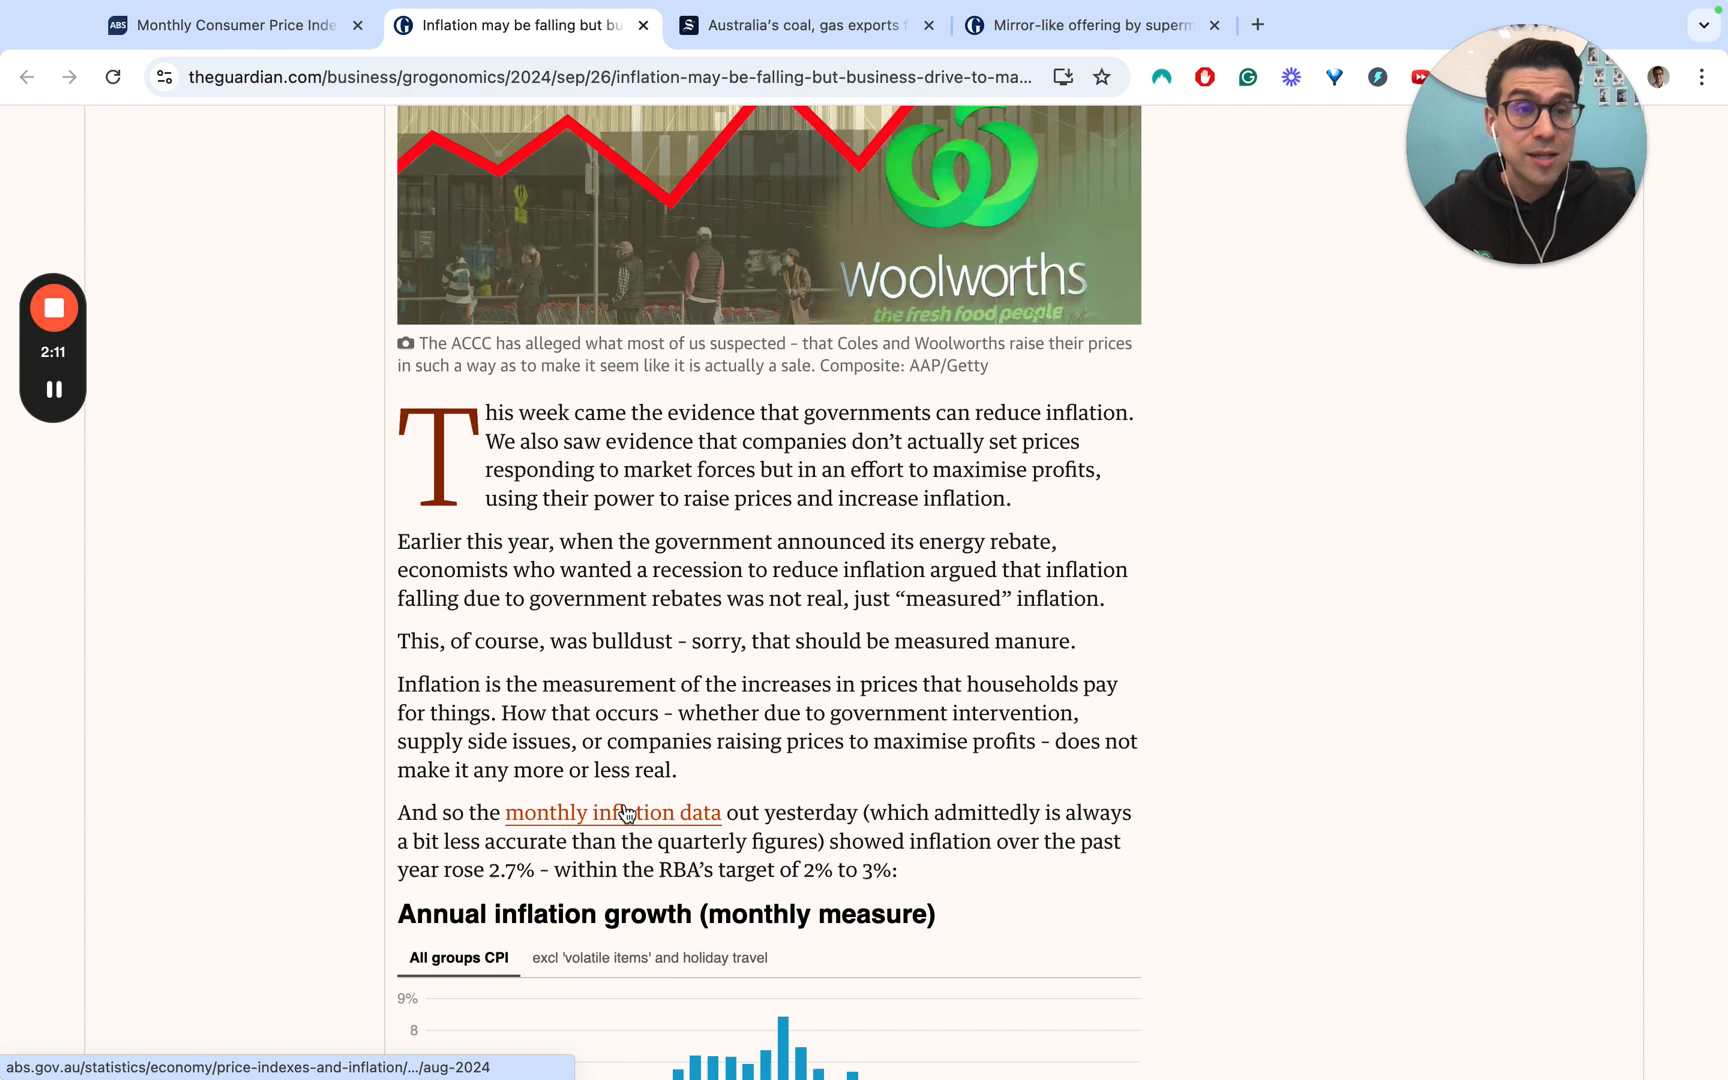 ABS Monthly Consumer Price Inde
Inflation may be falling but bu
S Australia's coal, gas exports f
Mirror-like offering by superm
theguardian.com/business/grogonomics/2024/sep/26/inflation-may-be-falling-but-business-drive-to-ma...
2:11
woolworths
the fresh food people
The ACCC has alleged what most of us suspected – that Coles and Woolworths raise their prices
in such a way as to make it seem like it is actually a sale. Composite: AAP/Getty
This week came the evidence that governments can reduce inflation.
We also saw evidence that companies don’t actually set prices
responding to market forces but in an effort to maximise profits,
using their power to raise prices and increase inflation.
Earlier this year, when the government announced its energy rebate,
economists who wanted a recession to reduce inflation argued that inflation
falling due to government rebates was not real, just “measured” inflation.
This, of course, was bulldust – sorry, that should be measured manure.
Inflation is the measurement of the increases in prices that households pay
for things. How that occurs – whether due to government intervention,
supply side issues, or companies raising prices to maximise profits – does not
make it any more or less real.
And so the monthly inflation data out yesterday (which admittedly is always
a bit less accurate than the quarterly figures) showed inflation over the past
year rose 2.7% – within the RBA’s target of 2% to 3%:
Annual inflation growth (monthly measure)
All groups CPI excl 'volatile items' and holiday travel
9%
8
abs.gov.au/statistics/economy/price-indexes-and-inflation/.../aug-2024